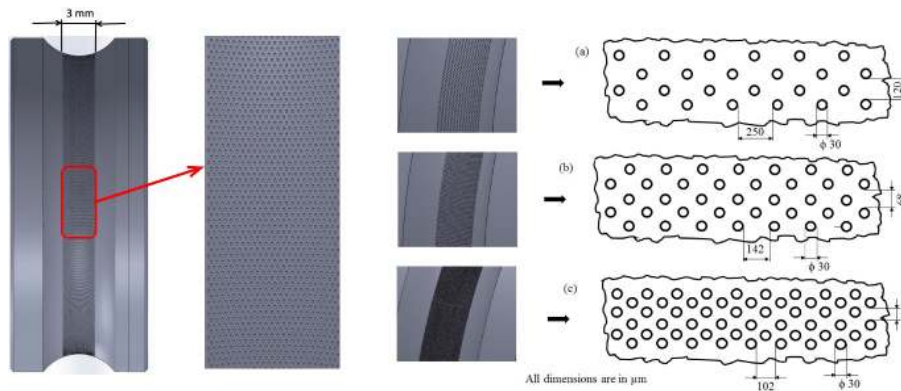 3 mm
(a)
120
250
ϕ 30
(b)
142
ϕ 30
(c)
102
ϕ 30
All dimensions are in µm